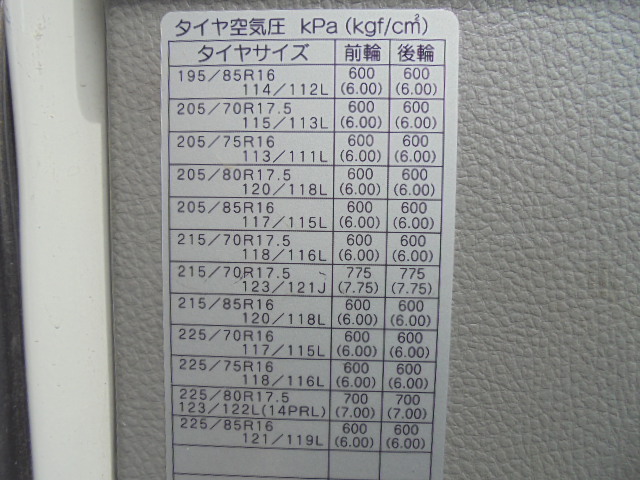 タイヤ空気圧 kPa (kgf/cm²)
タイヤサイズ 前輪 後輪
195/85R16 600 600
114/112L (6.00) (6.00)
205/70R17.5 600 600
115/113L (6.00) (6.00)
205/75R16 600 600
113/111L (6.00) (6.00)
205/80R17.5 600 600
120/118L (6.00) (6.00)
205/85R16 600 600
117/115L (6.00) (6.00)
215/70R17.5 600 600
118/116L (6.00) (6.00)
215/70R17.5 775 775
123/121J (7.75) (7.75)
215/85R16 600 600
120/118L (6.00) (6.00)
225/70R16 600 600
117/115L (6.00) (6.00)
225/75R16 600 600
118/116L (6.00) (6.00)
225/80R17.5 700 700
123/122L(14PRL) (7.00) (7.00)
225/85R16 600 600
121/119L (6.00) (6.00)